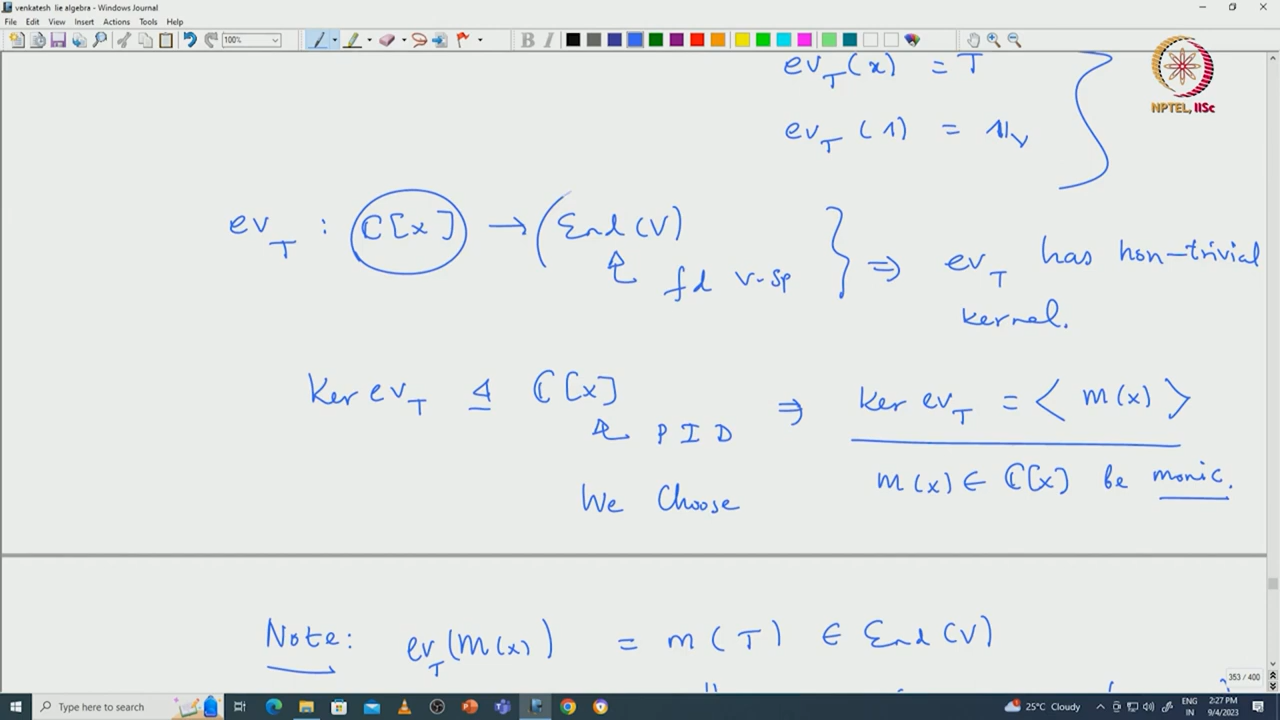 venkatesh lie algebra - Windows Journal
File Edit View Insert Actions Tools Help
100%
B I
ev_T(x) = T
ev_T(1) = 1_V
NPTEL, IISc
ev_T : ℂ[x] → (End(V)
fd v-sp
} ⇒ ev_T has non-trivial
kernel.
Ker ev_T ⊴ ℂ[x] ⇒ ker ev_T = < m(x) >
PID
m(x) ∈ ℂ[x] be monic.
We Choose
Note: ev_T(m(x)) = m(T) ∈ End(V)
353 / 400
Type here to search
25°C Cloudy
ENG
IN
2:27 PM
9/4/2023